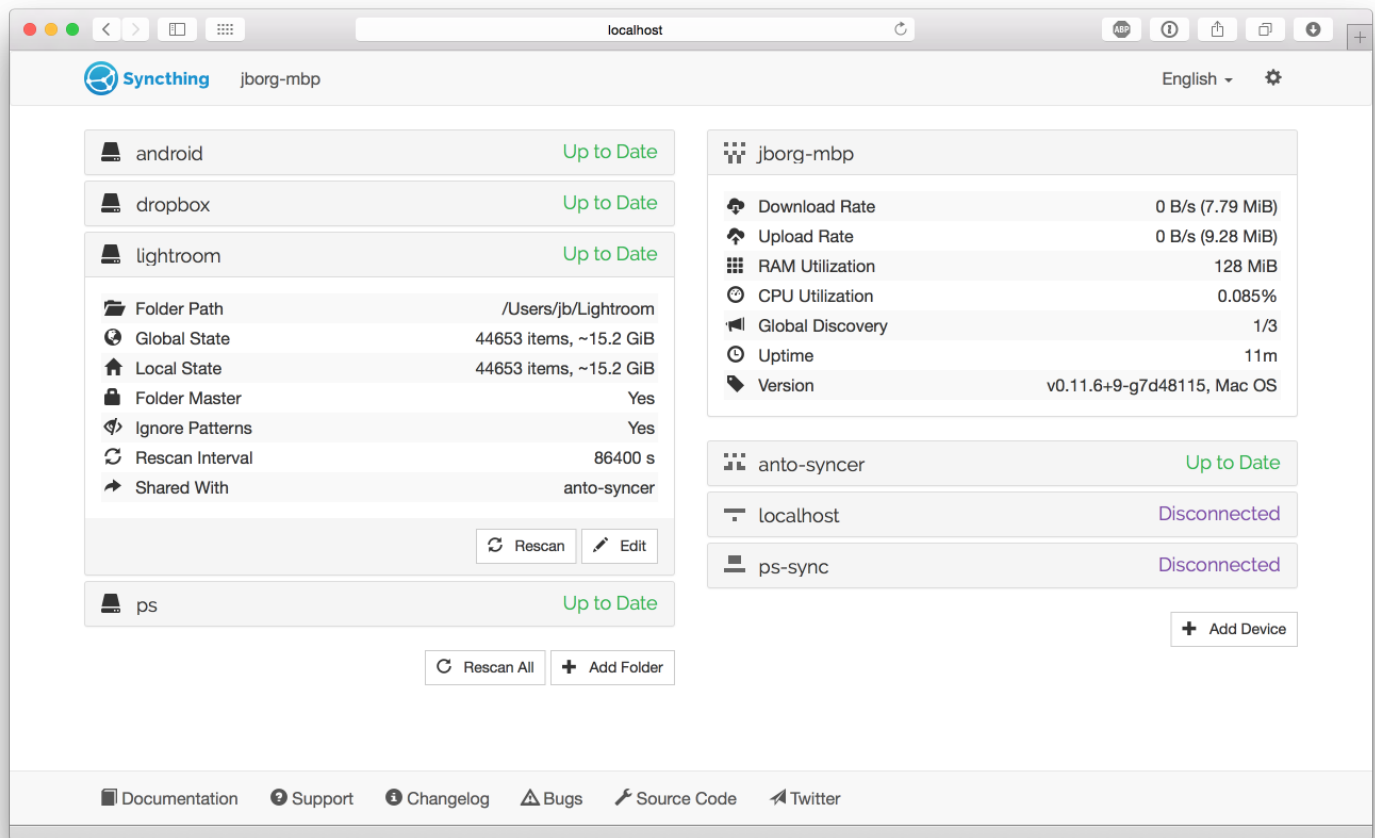 localhost
ABP
Syncthing jborg-mbp English
android Up to Date
dropbox Up to Date
lightroom Up to Date
Folder Path /Users/jb/Lightroom
Global State 44653 items, ~15.2 GiB
Local State 44653 items, ~15.2 GiB
Folder Master Yes
Ignore Patterns Yes
Rescan Interval 86400 s
Shared With anto-syncer
Rescan Edit
ps Up to Date
Rescan All Add Folder
jborg-mbp
Download Rate 0 B/s (7.79 MiB)
Upload Rate 0 B/s (9.28 MiB)
RAM Utilization 128 MiB
CPU Utilization 0.085%
Global Discovery 1/3
Uptime 11m
Version v0.11.6+9-g7d48115, Mac OS
anto-syncer Up to Date
localhost Disconnected
ps-sync Disconnected
Add Device
Documentation Support Changelog Bugs Source Code Twitter